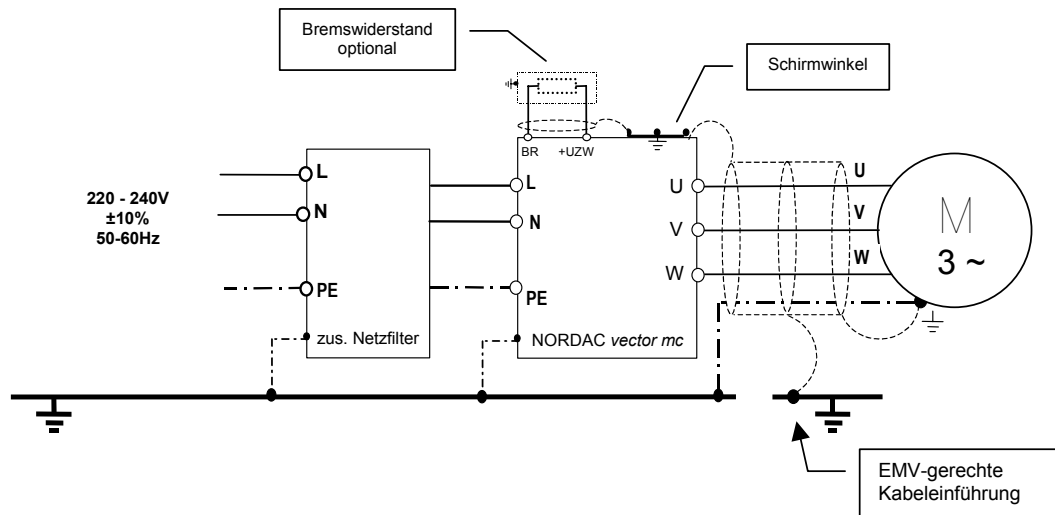 Bremswiderstand
optional
Schirmwinkel
BR
+UZW
220 - 240V
±10%
50-60Hz
L
N
PE
zus. Netzfilter
L
N
PE
U
V
W
NORDAC vector mc
U
V
W
M
3 ~
EMV-gerechte
Kabeleinführung